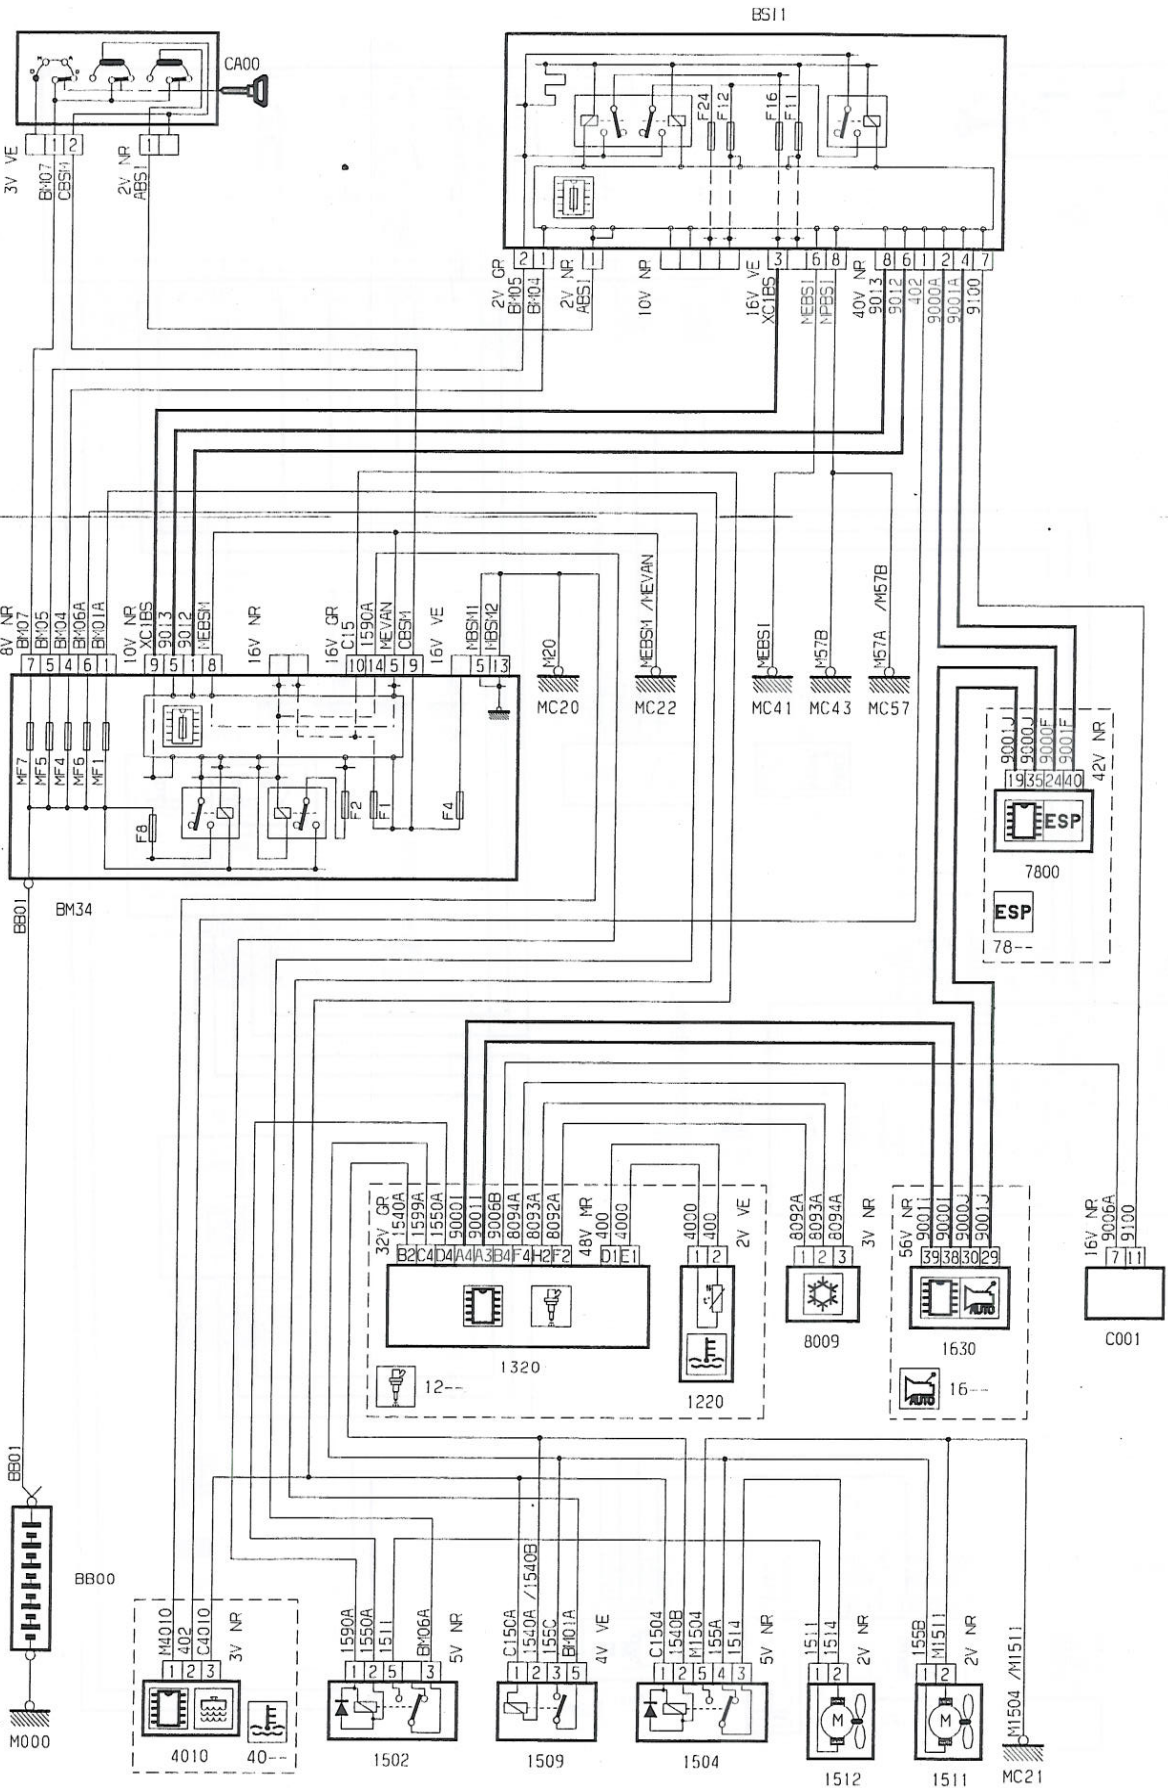 BSI1
CA00
3V VE
1 2
BM07
CBSM
2V NR
1
ABS1
F24
F12
F16
F11
2V GR
2 1
BM05
BM04
2V NR
1
ABS1
10V NR
16V VE
3 6 8
XC1BS
MEBS1
MPBS1
40V NR
8 6 1 2 4 7
9013
9012
402
9000A
9001A
9100
8V NR
BM07
BM05
BM04
BM06A
BM01A
7 5 4 6 1
10V NR
XC1BS
9013
9012
MEBSM
9 5 1 8
16V NR
16V GR
C15
1590A
MEVAN
CBSM
10 14 5 9
16V VE
MBSM1
MBSM2
5 13
M20
MC20
MEBSM /MEVAN
MC22
MEBS1
MC41
M57B
MC43
M57A /M57B
MC57
MF7
MF5
MF4
MF6
MF1
F8
F2
F1
F4
BM34
BB01
9001J
9000J
9000F
9001F
42V NR
19 35 24 40
ESP
7800
ESP
78--
32V GR
1540A
1599A
1550A
9000I
9001I
9006B
8094A
8093A
8092A
48V MR
400
4000
B2 C4 D4 A4 A3 B4 F4 H2 F2 D1 E1
1320
12--
4000
400
2V VE
1 2
1220
8092A
8093A
8094A
3V NR
1 2 3
8009
56V NR
9001I
9000I
9000J
9001J
39 38 30 29
AUTO
1630
AUTO
16--
16V NR
9006A
9100
7 11
C001
BB01
BB00
M000
M4010
402
C4010
3V NR
1 2 3
4010
40--
1590A
1550A
1511
BM06A
5V NR
1 2 5 3
1502
C150A
1540A /1540B
155C
BM01A
4V VE
1 2 3 5
1509
C1504
1540B
M1504
155A
1514
5V NR
1 2 5 4 3
1504
1511
1514
2V NR
1 2
M
1512
155B
M1511
2V NR
1 2
M
1511
M1504 /M1511
MC21